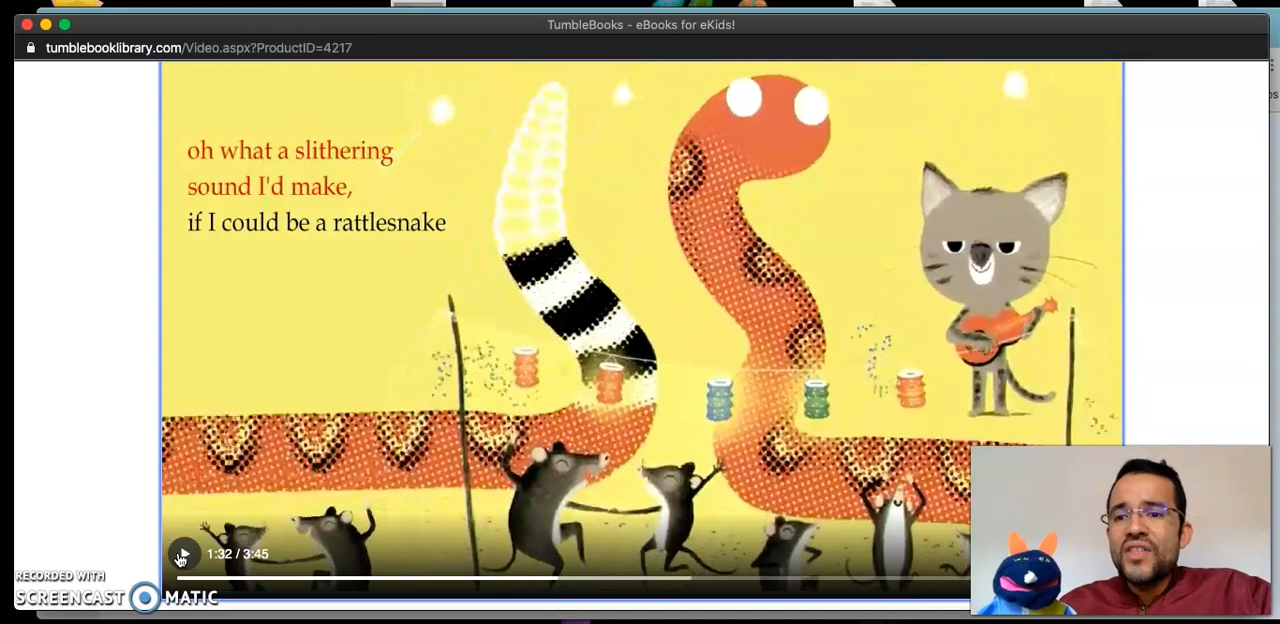 TumbleBooks - eBooks for eKids!
tumblebooklibrary.com/Video.aspx?ProductID=4217
oh what a slithering
sound I'd make,
if I could be a rattlesnake
1:32 / 3:45
RECORDED WITH
SCREENCAST MATIC